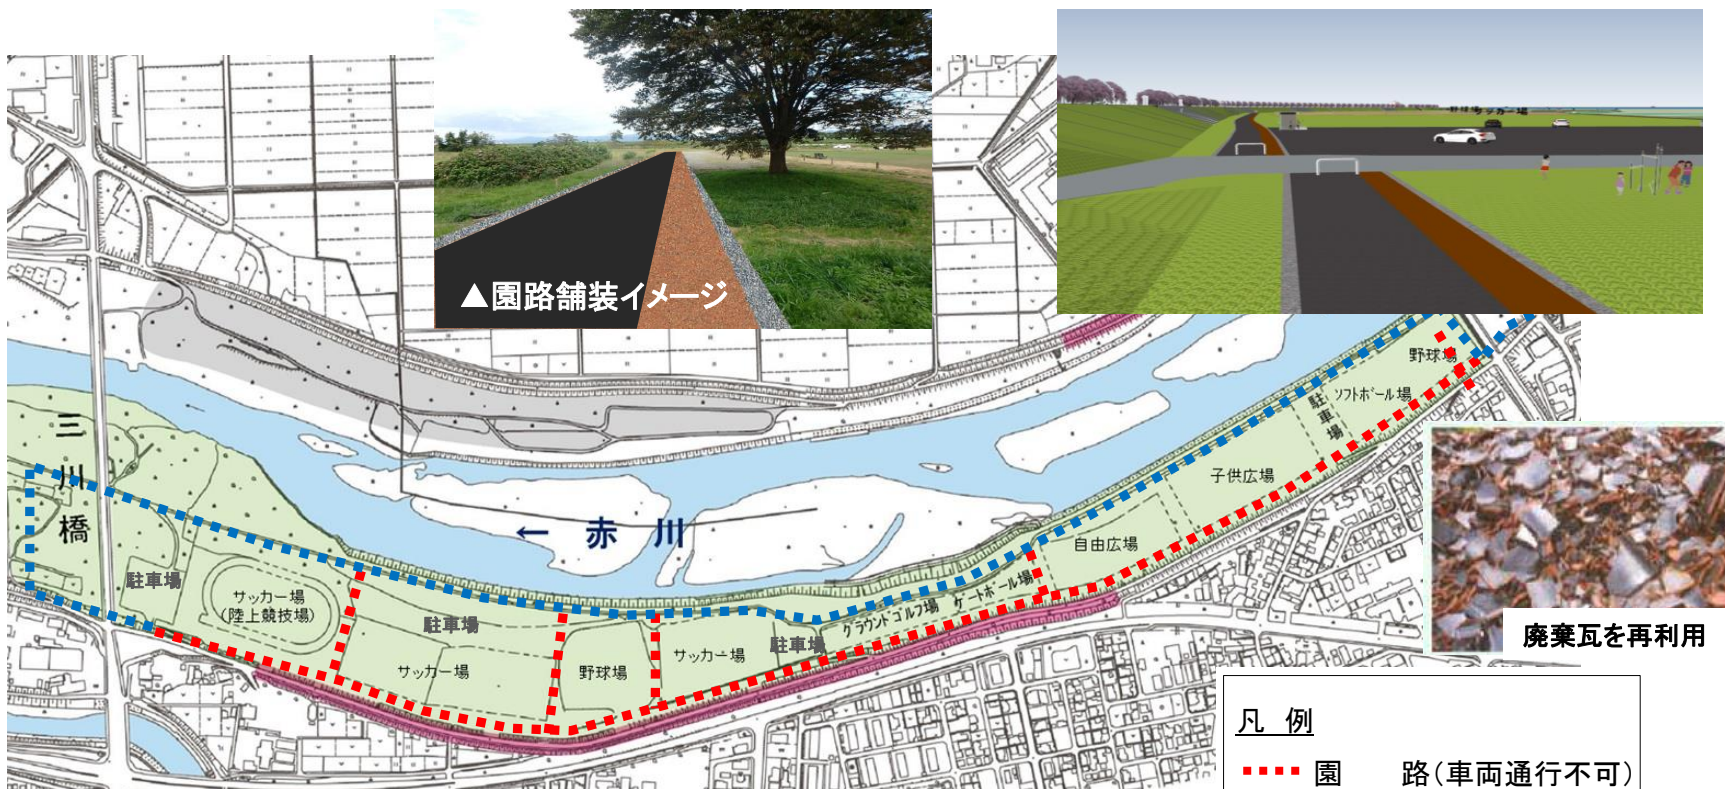 ▲園路舗装イメージ
野球場
ソフトボール場
駐車場
子供広場
自由広場
ゲートボール場
グラウンドゴルフ場
三川橋
← 赤川
駐車場
サッカー場
(陸上競技場)
駐車場
サッカー場
野球場
サッカー場
駐車場
廃棄瓦を再利用
凡 例
園 路(車両通行不可)